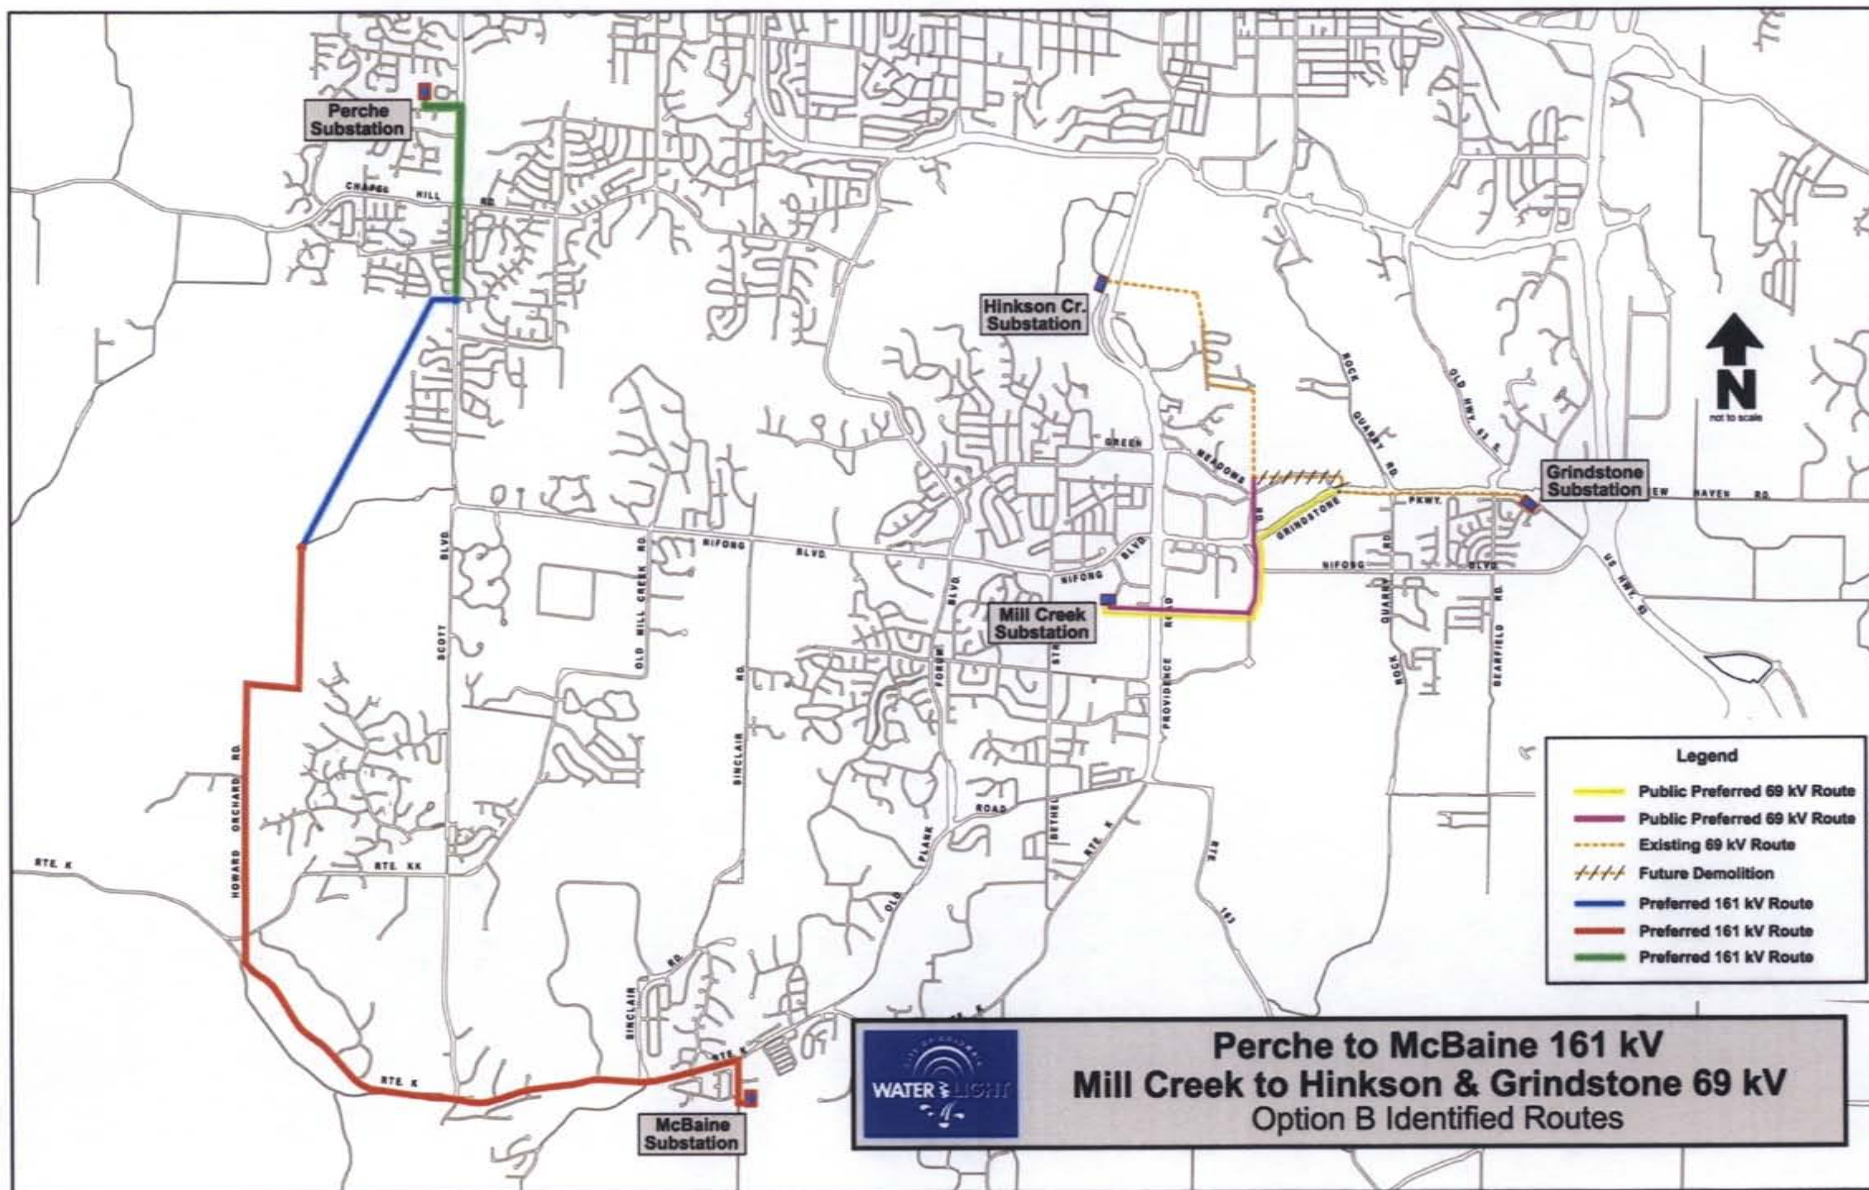 Perche
Substation
CHAPEL HILL RD.
Hinkson Cr.
Substation
N
not to scale
ROCK QUARRY RD.
OLD HWY 63 S.
GREEN MEADOWS RD.
Grindstone
Substation
GRINDSTONE PKWY.
EW HAVEN RD.
NIFONG BLVD.
NIFONG BLVD.
NIFONG BLVD.
US HWY. 63
Mill Creek
Substation
SCOTT BLVD.
OLD MILL CREEK RD.
SINCLAIR RD.
FORUM BLVD.
STR
PROVIDENCE ROAD
ROCK QUARRY RD.
BEARFIELD RD.
HOWARD ORCHARD RD.
RTE. K
RTE. KK
OLD PLANK ROAD
BETHEL
RTE K
RTE 163
SINCLAIR RD.
RTE K
RTE. K
McBaine
Substation
Legend
Public Preferred 69 kV Route
Public Preferred 69 kV Route
Existing 69 kV Route
Future Demolition
Preferred 161 kV Route
Preferred 161 kV Route
Preferred 161 kV Route
WATER & LIGHT
Perche to McBaine 161 kV
Mill Creek to Hinkson & Grindstone 69 kV
Option B Identified Routes